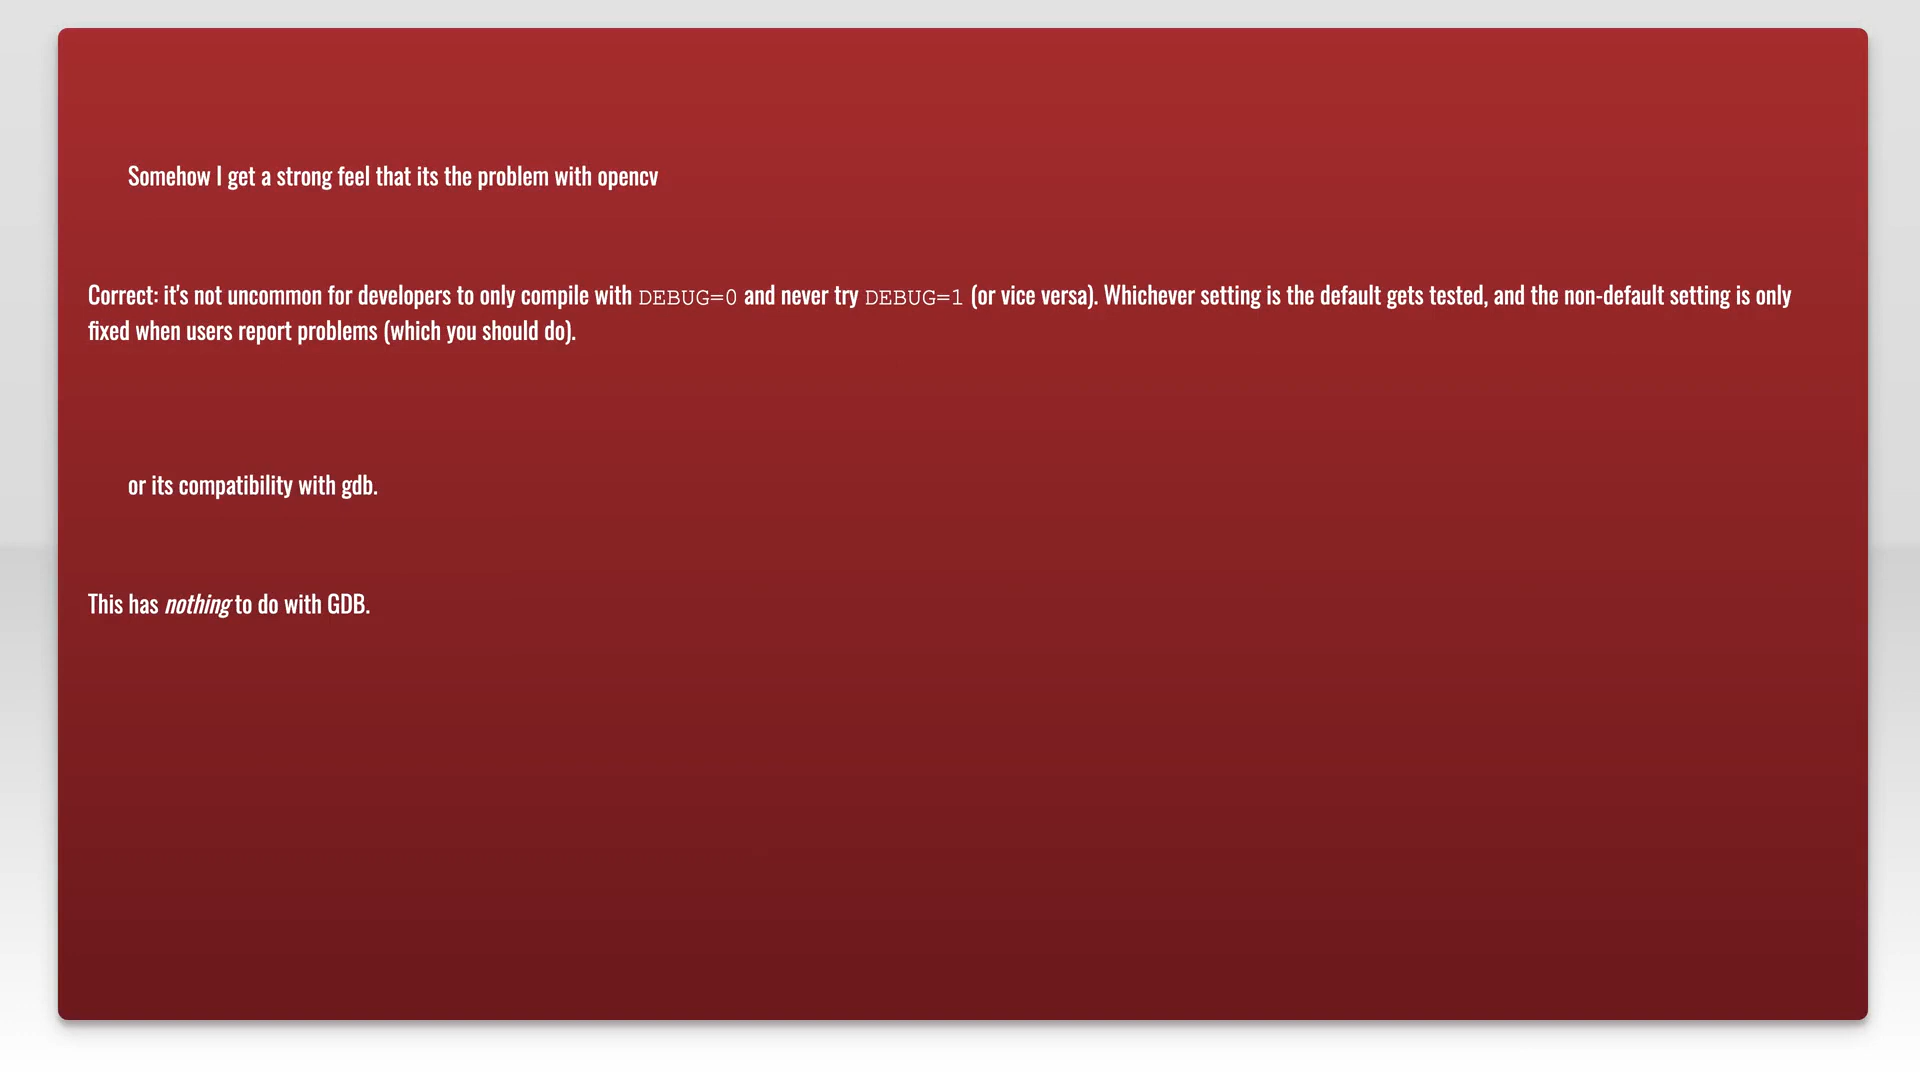 Somehow I get a strong feel that its the problem with opencv
Correct: it's not uncommon for developers to only compile with DEBUG=0 and never try DEBUG=1 (or vice versa). Whichever setting is the default gets tested, and the non-default setting is only
fixed when users report problems (which you should do).
or its compatibility with gdb.
This has nothing to do with GDB.